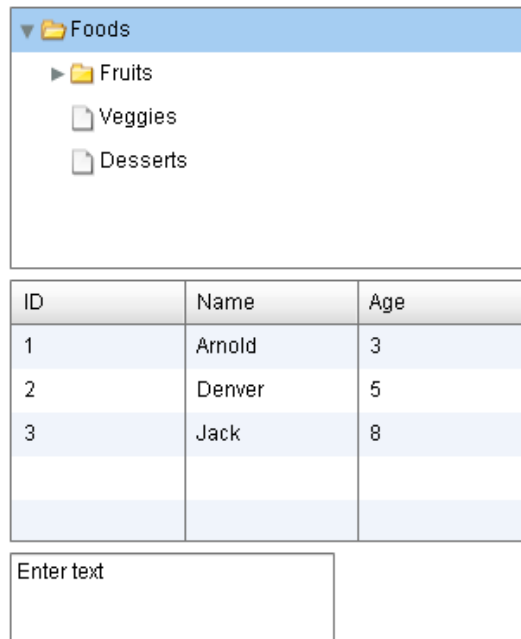 Foods
Fruits
Veggies
Desserts
ID Name Age
1 Arnold 3
2 Denver 5
3 Jack 8
Enter text